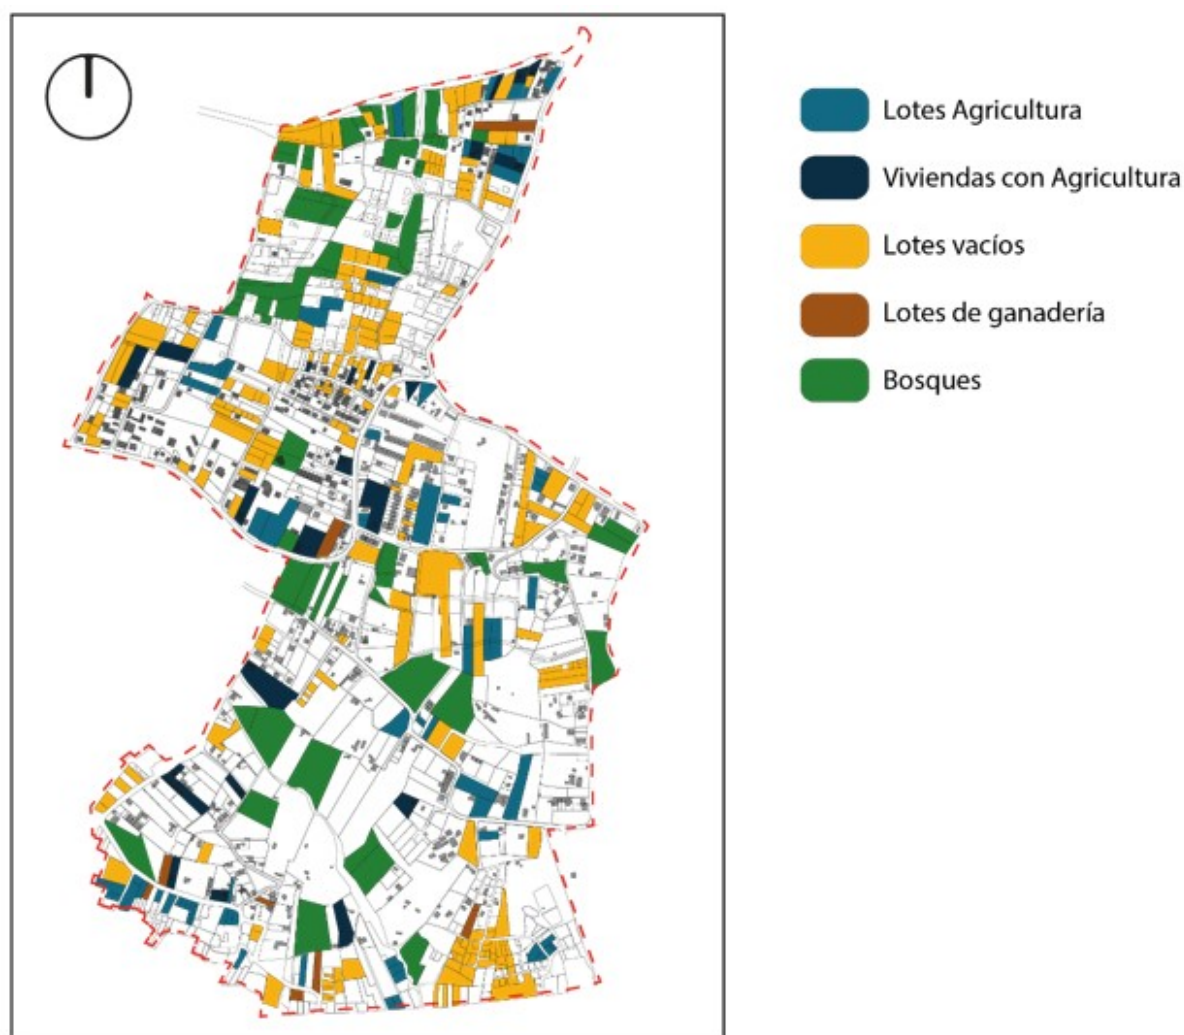 Lotes Agricultura
Viviendas con Agricultura
Lotes vacíos
Lotes de ganadería
Bosques